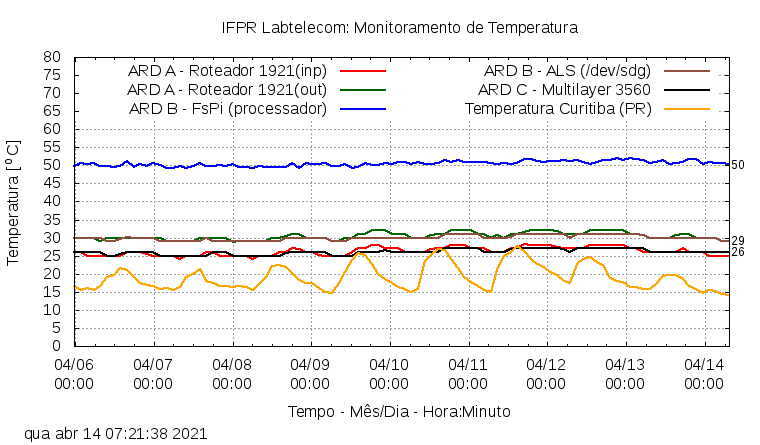 IFPR Labtelecom: Monitoramento de Temperatura
Temperatura [ º C]
80
75
70
65
60
55
50
45
40
35
30
25
20
15
10
5
0
ARD A - Roteador 1921(inp)
ARD A - Roteador 1921(out)
ARD B - FsPi (processador)
ARD B - ALS (/dev/sdg)
ARD C - Multilayer 3560
Temperatura Curitiba (PR)
50
29
26
04/06 04/07 04/08 04/09 04/10 04/11 04/12 04/13 04/14
00:00 00:00 00:00 00:00 00:00 00:00 00:00 00:00 00:00
Tempo - Mês/Dia - Hora:Minuto
qua abr 14 07:21:38 2021